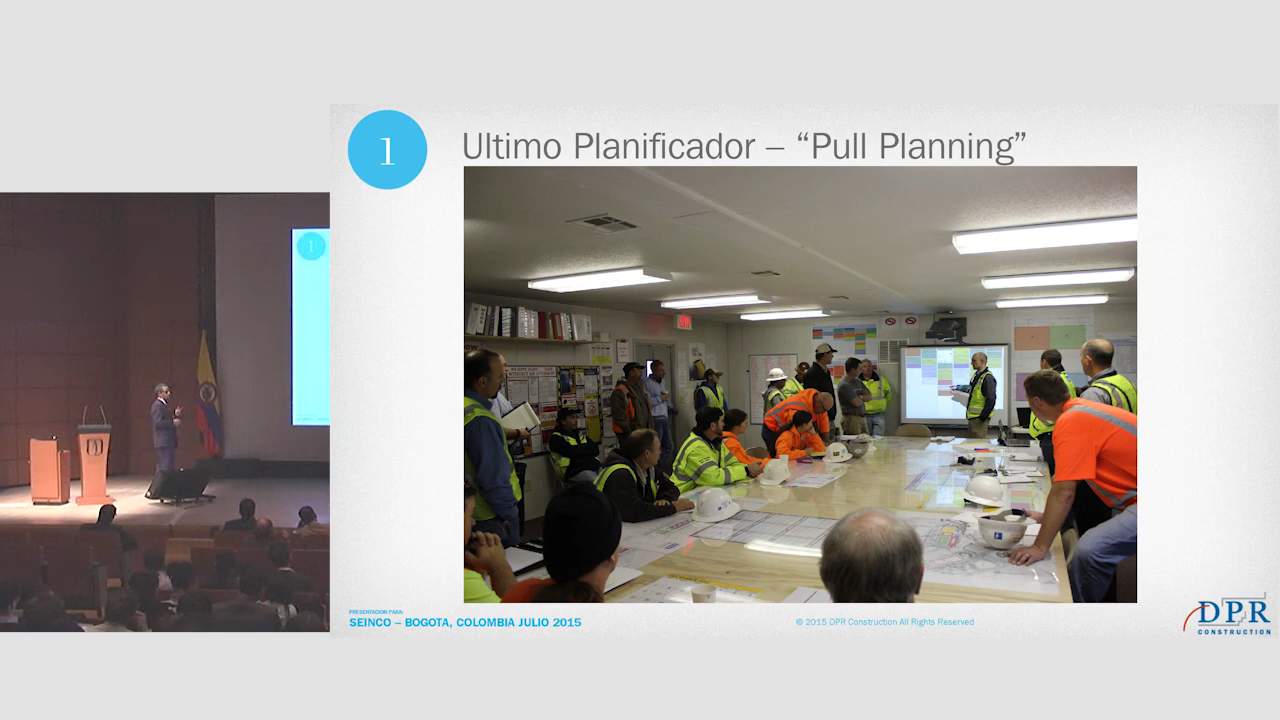 1
Ultimo Planificador – “Pull Planning”
1
PRESENTACION PARA:
SEINCO – BOGOTA, COLOMBIA JULIO 2015
© 2015 DPR Construction All Rights Reserved
DPR
CONSTRUCTION